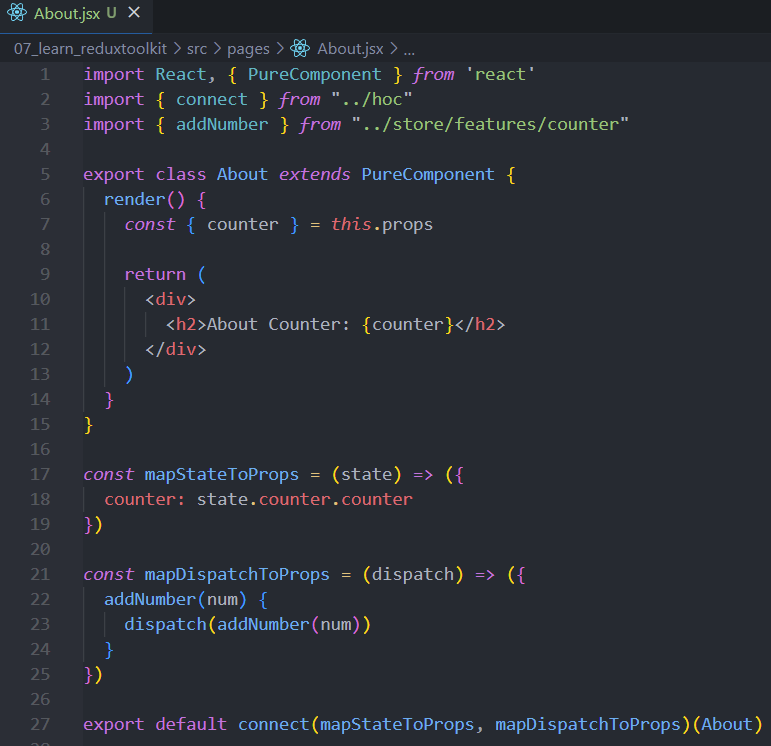 About.jsx U ×
07_learn_reduxtoolkit > src > pages > About.jsx > ...
1 import React, { PureComponent } from 'react'
2 import { connect } from "../hoc"
3 import { addNumber } from "../store/features/counter"
4
5 export class About extends PureComponent {
6   render() {
7     const { counter } = this.props
8
9     return (
10       <div>
11         <h2>About Counter: {counter}</h2>
12       </div>
13     )
14   }
15 }
16
17 const mapStateToProps = (state) => ({
18   counter: state.counter.counter
19 })
20
21 const mapDispatchToProps = (dispatch) => ({
22   addNumber(num) {
23     dispatch(addNumber(num))
24   }
25 })
26
27 export default connect(mapStateToProps, mapDispatchToProps)(About)
28